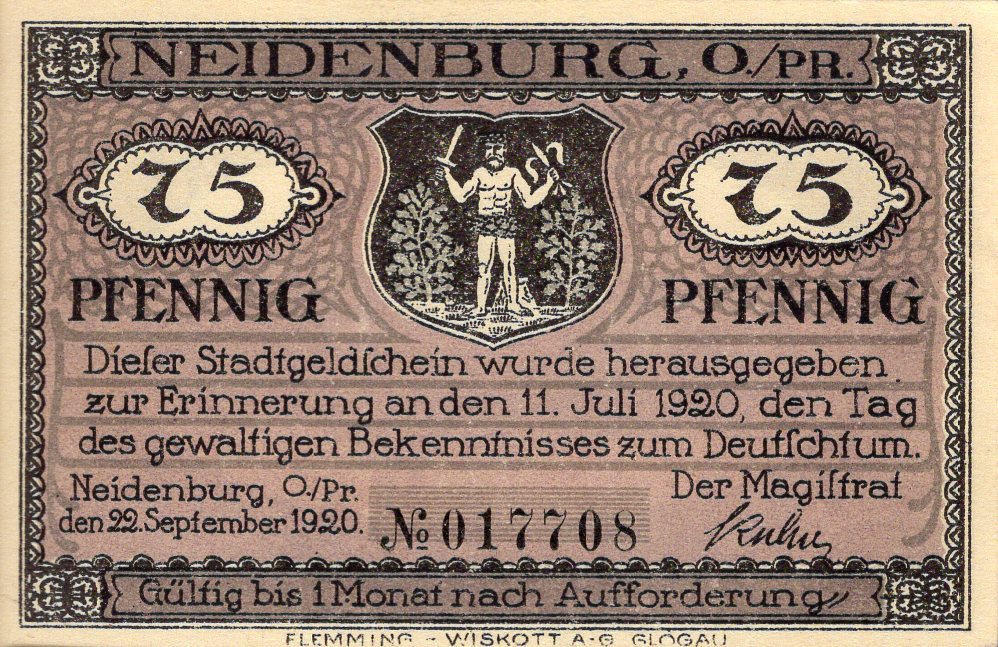 NEIDENBURG, O./PR.
75 75
PFENNIG PFENNIG
Dieſer Stadtgeldſchein wurde herausgegeben
zur Erinnerung an den 11. Juli 1920, den Tag
des gewaltigen Bekenntnisses zum Deutſchtum.
Neidenburg, O./Pr. Der Magiſtrat
den 22. September 1920.
№ 017708
Gültig bis 1 Monat nach Aufforderung
FLEMMING - WISKOTT A-G GLOGAU